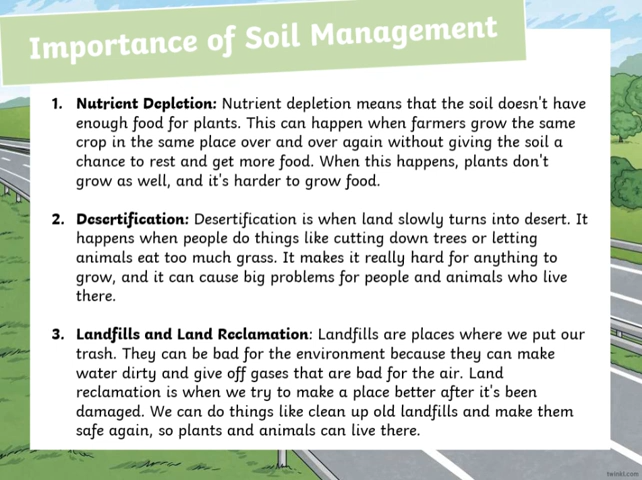 Importance of Soil Management
1. Nutrient Depletion: Nutrient depletion means that the soil doesn't have
enough food for plants. This can happen when farmers grow the same
crop in the same place over and over again without giving the soil a
chance to rest and get more food. When this happens, plants don't
grow as well, and it's harder to grow food.
2. Desertification: Desertification is when land slowly turns into desert. It
happens when people do things like cutting down trees or letting
animals eat too much grass. It makes it really hard for anything to
grow, and it can cause big problems for people and animals who live
there.
3. Landfills and Land Reclamation: Landfills are places where we put our
trash. They can be bad for the environment because they can make
water dirty and give off gases that are bad for the air. Land
reclamation is when we try to make a place better after it's been
damaged. We can do things like clean up old landfills and make them
safe again, so plants and animals can live there.
twinkl.com